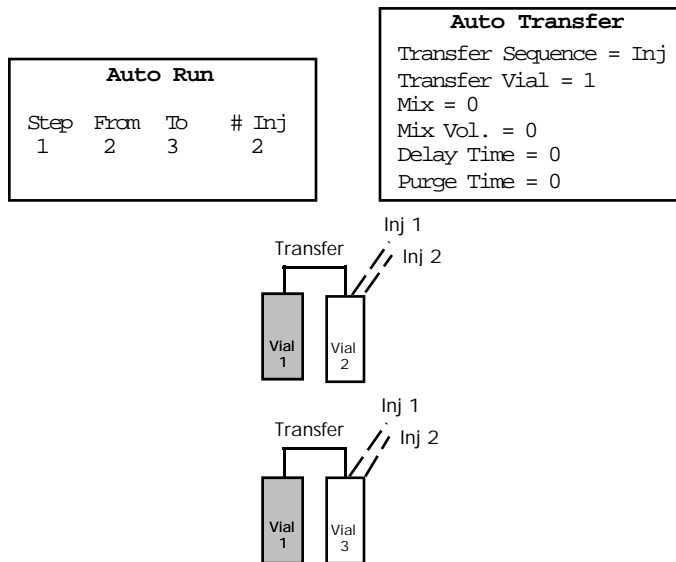 Auto Run
Step From To # Inj
1 2 3 2
Auto Transfer
Transfer Sequence = Inj
Transfer Vial = 1
Mix = 0
Mix Vol. = 0
Delay Time = 0
Purge Time = 0
Inj 1
Transfer
Inj 2
Vial
1
Vial
2
Inj 1
Transfer
Inj 2
Vial
1
Vial
3